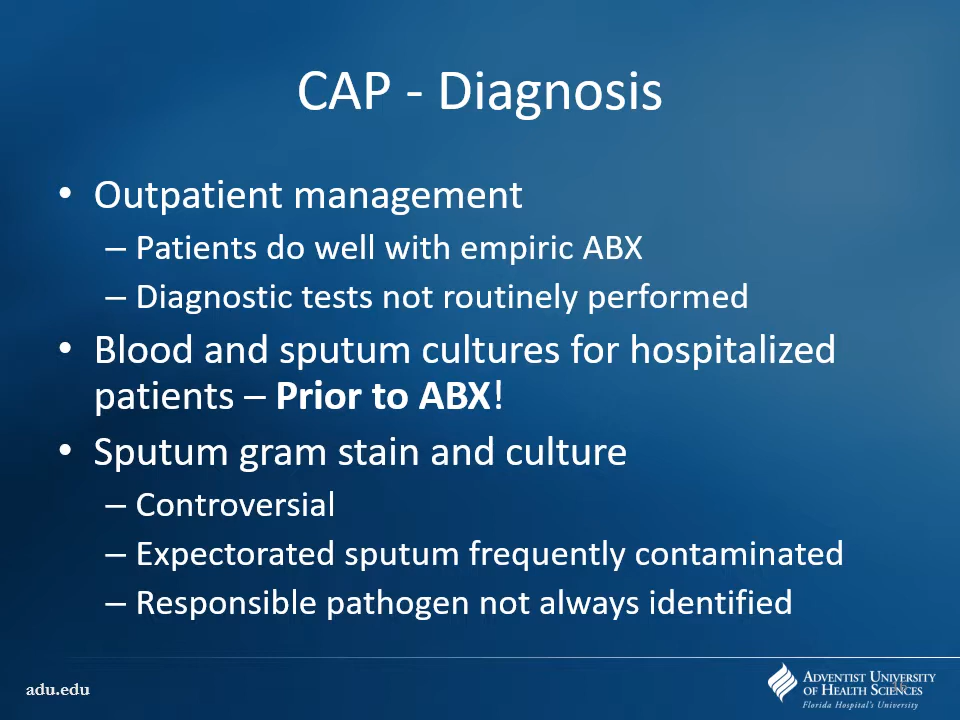 CAP - Diagnosis
• Outpatient management
– Patients do well with empiric ABX
– Diagnostic tests not routinely performed
• Blood and sputum cultures for hospitalized
patients – Prior to ABX!
• Sputum gram stain and culture
– Controversial
– Expectorated sputum frequently contaminated
– Responsible pathogen not always identified
adu.edu
Adventist University
of Health Sciences
Florida Hospital's University